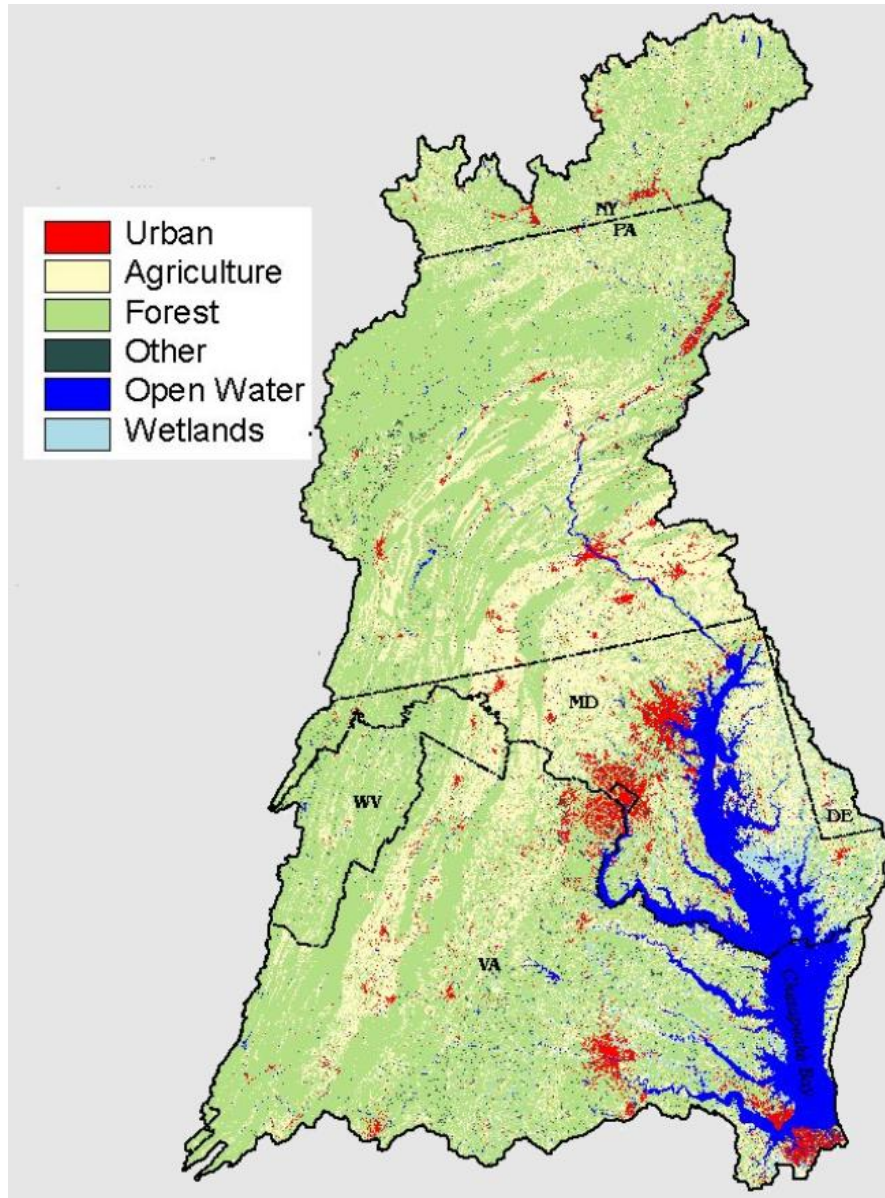 NY
PA
Urban
Agriculture
Forest
Other
Open Water
Wetlands
MD
WV
DE
VA
Chesapeake Bay